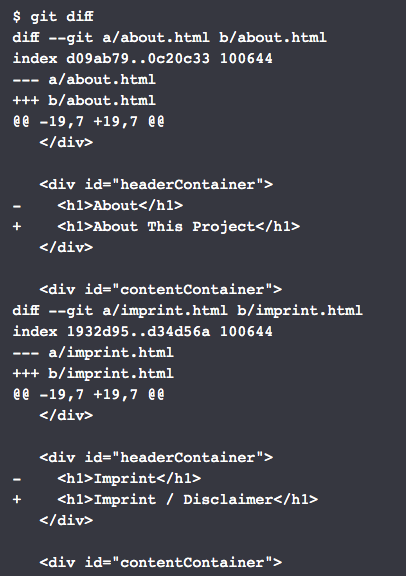 $ git diff
diff --git a/about.html b/about.html
index d09ab79..0c20c33 100644
--- a/about.html
+++ b/about.html
@@ -19,7 +19,7 @@
   </div>

   <div id="headerContainer">
-    <h1>About</h1>
+    <h1>About This Project</h1>
   </div>

   <div id="contentContainer">
diff --git a/imprint.html b/imprint.html
index 1932d95..d34d56a 100644
--- a/imprint.html
+++ b/imprint.html
@@ -19,7 +19,7 @@
   </div>

   <div id="headerContainer">
-    <h1>Imprint</h1>
+    <h1>Imprint / Disclaimer</h1>
   </div>

   <div id="contentContainer">